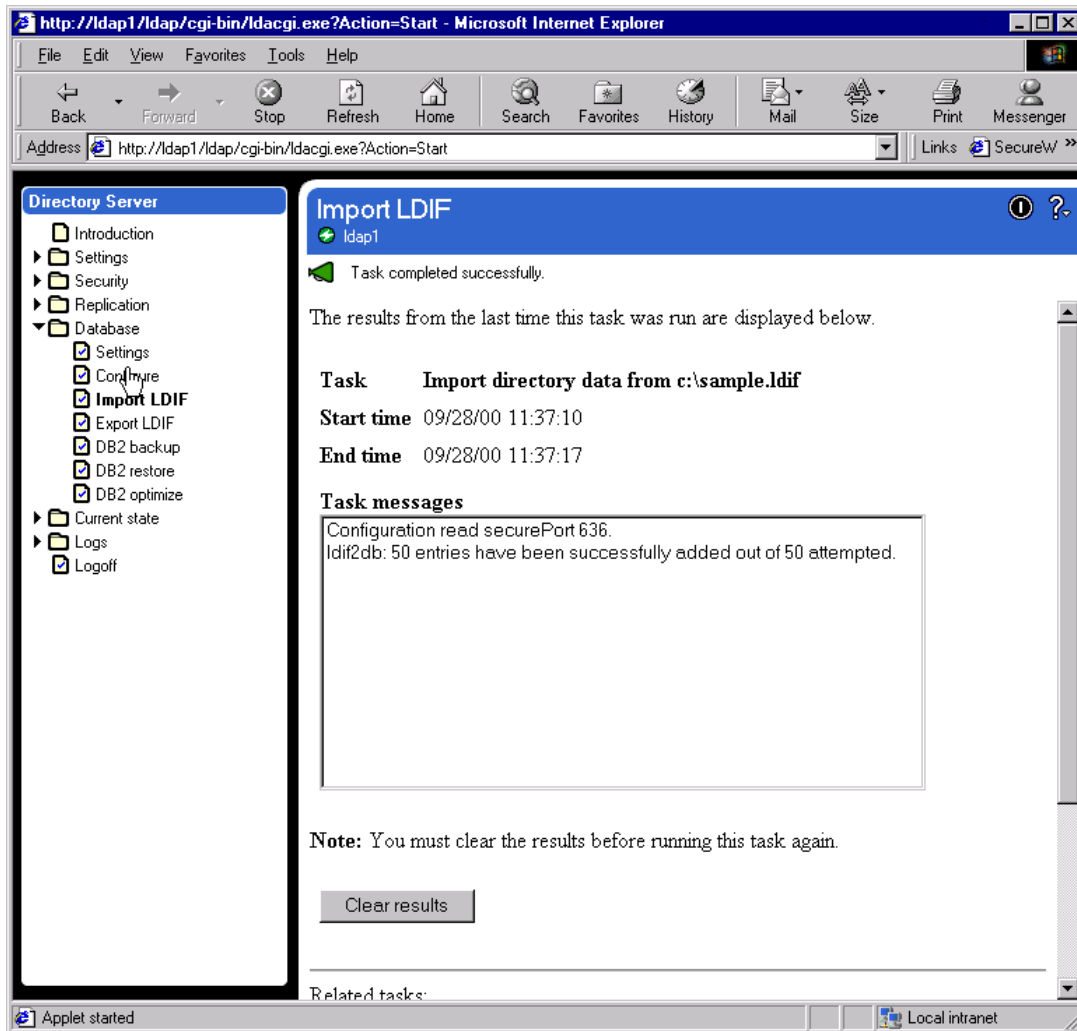 http://ldap1/ldap/cgi-bin/ldacgi.exe?Action=Start - Microsoft Internet Explorer
File Edit View Favorites Tools Help
Back Forward Stop Refresh Home Search Favorites History Mail Size Print Messenger
Address http://ldap1/ldap/cgi-bin/ldacgi.exe?Action=Start Links SecureW »
Directory Server
Introduction
Settings
Security
Replication
Database
Settings
Configure
Import LDIF
Export LDIF
DB2 backup
DB2 restore
DB2 optimize
Current state
Logs
Logoff
Import LDIF
ldap1
Task completed successfully.
The results from the last time this task was run are displayed below.
Task Import directory data from c:\sample.ldif
Start time 09/28/00 11:37:10
End time 09/28/00 11:37:17
Task messages
Configuration read securePort 636.
ldif2db: 50 entries have been successfully added out of 50 attempted.
Note: You must clear the results before running this task again.
Clear results
Related tasks:
Applet started Local intranet